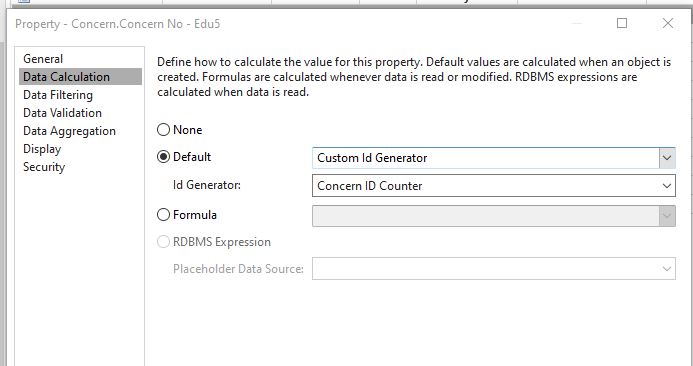 Property - Concern.Concern No - Edu5
General
Data Calculation
Data Filtering
Data Validation
Data Aggregation
Display
Security
Define how to calculate the value for this property. Default values are calculated when an object is
created. Formulas are calculated whenever data is read or modified. RDBMS expressions are
calculated when data is read.
None
Default
Custom Id Generator
Id Generator:
Concern ID Counter
Formula
RDBMS Expression
Placeholder Data Source: